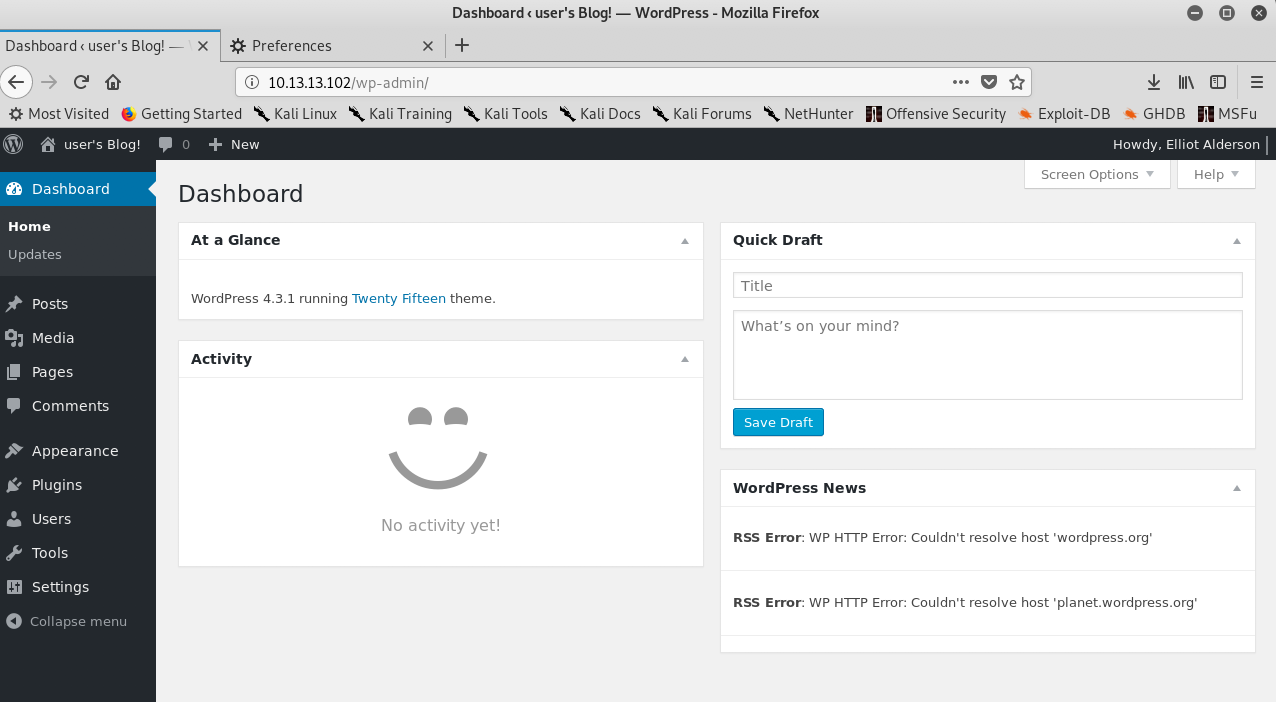 Dashboard ‹ user's Blog! — WordPress - Mozilla Firefox
Dashboard ‹ user's Blog! —
Preferences
10.13.13.102/wp-admin/
Most Visited Getting Started Kali Linux Kali Training Kali Tools Kali Docs Kali Forums NetHunter Offensive Security Exploit-DB GHDB MSFu
user's Blog! 0 New Howdy, Elliot Alderson
Screen Options Help
Dashboard
Home
Updates
Posts
Media
Pages
Comments
Appearance
Plugins
Users
Tools
Settings
Collapse menu
Dashboard
At a Glance
WordPress 4.3.1 running Twenty Fifteen theme.
Activity
No activity yet!
Quick Draft
Title
What’s on your mind?
Save Draft
WordPress News
RSS Error: WP HTTP Error: Couldn't resolve host 'wordpress.org'
RSS Error: WP HTTP Error: Couldn't resolve host 'planet.wordpress.org'